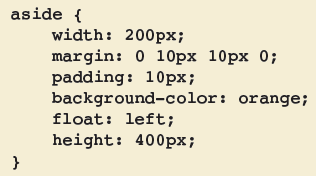 aside {
    width: 200px;
    margin: 0 10px 10px 0;
    padding: 10px;
    background-color: orange;
    float: left;
    height: 400px;
}